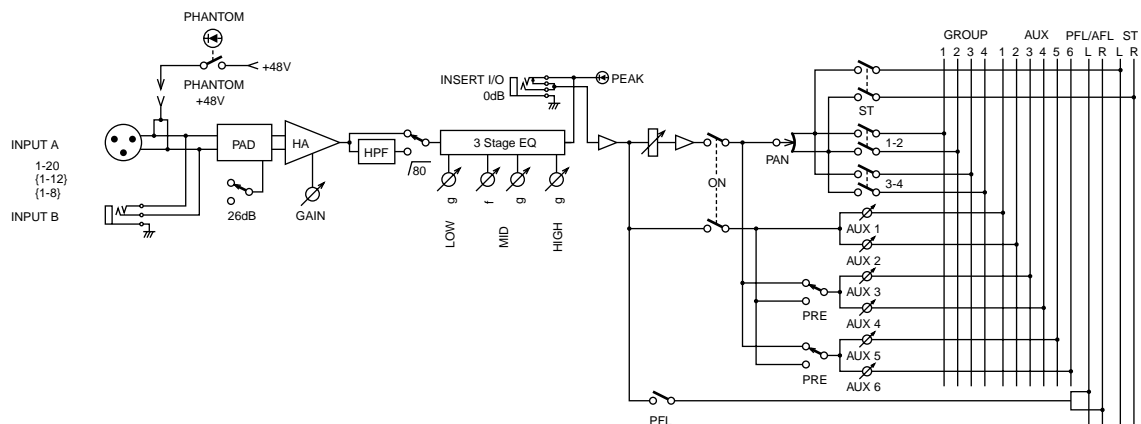 PHANTOM
+48V
PHANTOM
+48V
INPUT A
1-20
{1-12}
{1-8}
INPUT B
PAD
26dB
HA
GAIN
HPF
80
3 Stage EQ
g
f
g
g
LOW
MID
HIGH
INSERT I/O
0dB
PEAK
ON
PAN
ST
1-2
3-4
AUX 1
AUX 2
AUX 3
PRE
AUX 4
AUX 5
PRE
AUX 6
PFL
GROUP
1 2 3 4
AUX
1 2 3 4 5 6
PFL/AFL
L R
ST
L R